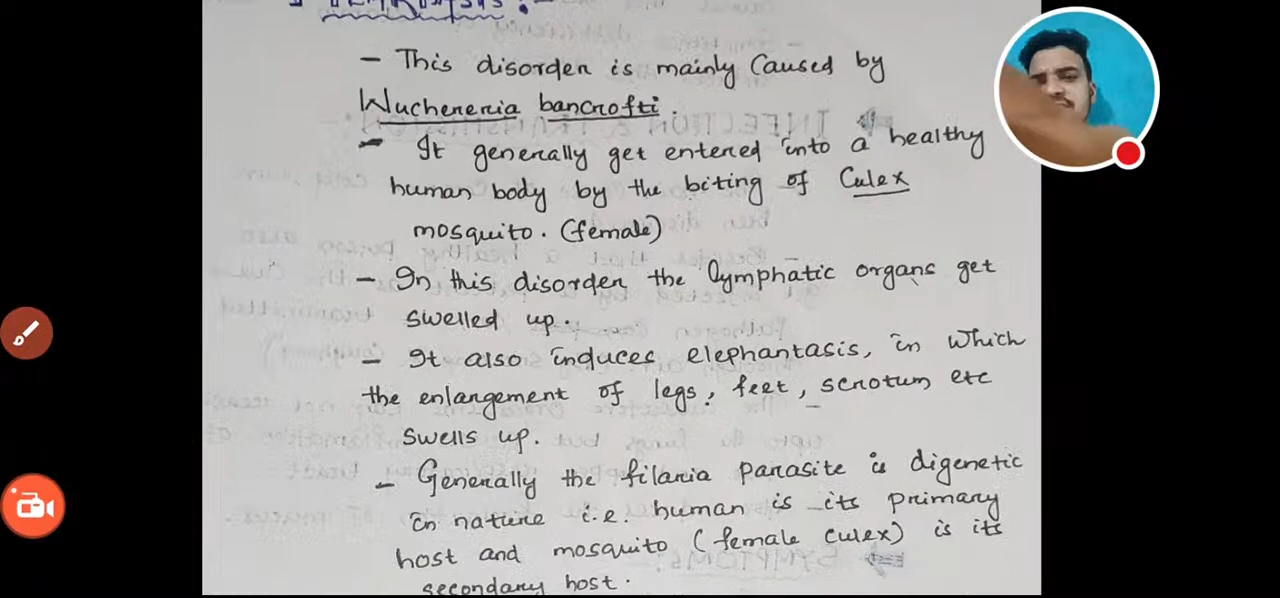 - This disorder is mainly caused by
Wuchereria bancrofti.
- It generally get entered into a healthy
human body by the biting of Culex
mosquito. (female)
- In this disorder the lymphatic organs get
swelled up.
- It also induces elephantasis, in which
the enlargement of legs, feet, scrotum etc
swells up.
- Generally the filaria parasite is digenetic
in nature i.e. human is its primary
host and mosquito (female culex) is its
secondary host.